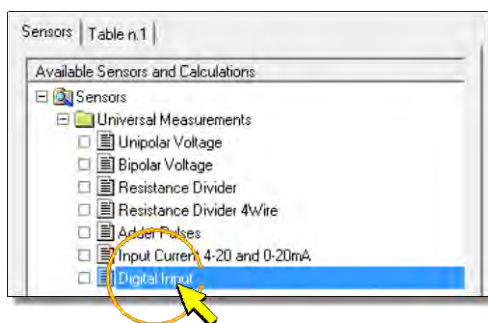 Sensors Table n.1
Available Sensors and Calculations
Sensors
Universal Measurements
Unipolar Voltage
Bipolar Voltage
Resistance Divider
Resistance Divider 4Wire
Adder Pulses
Input Current 4-20 and 0-20mA
Digital Input